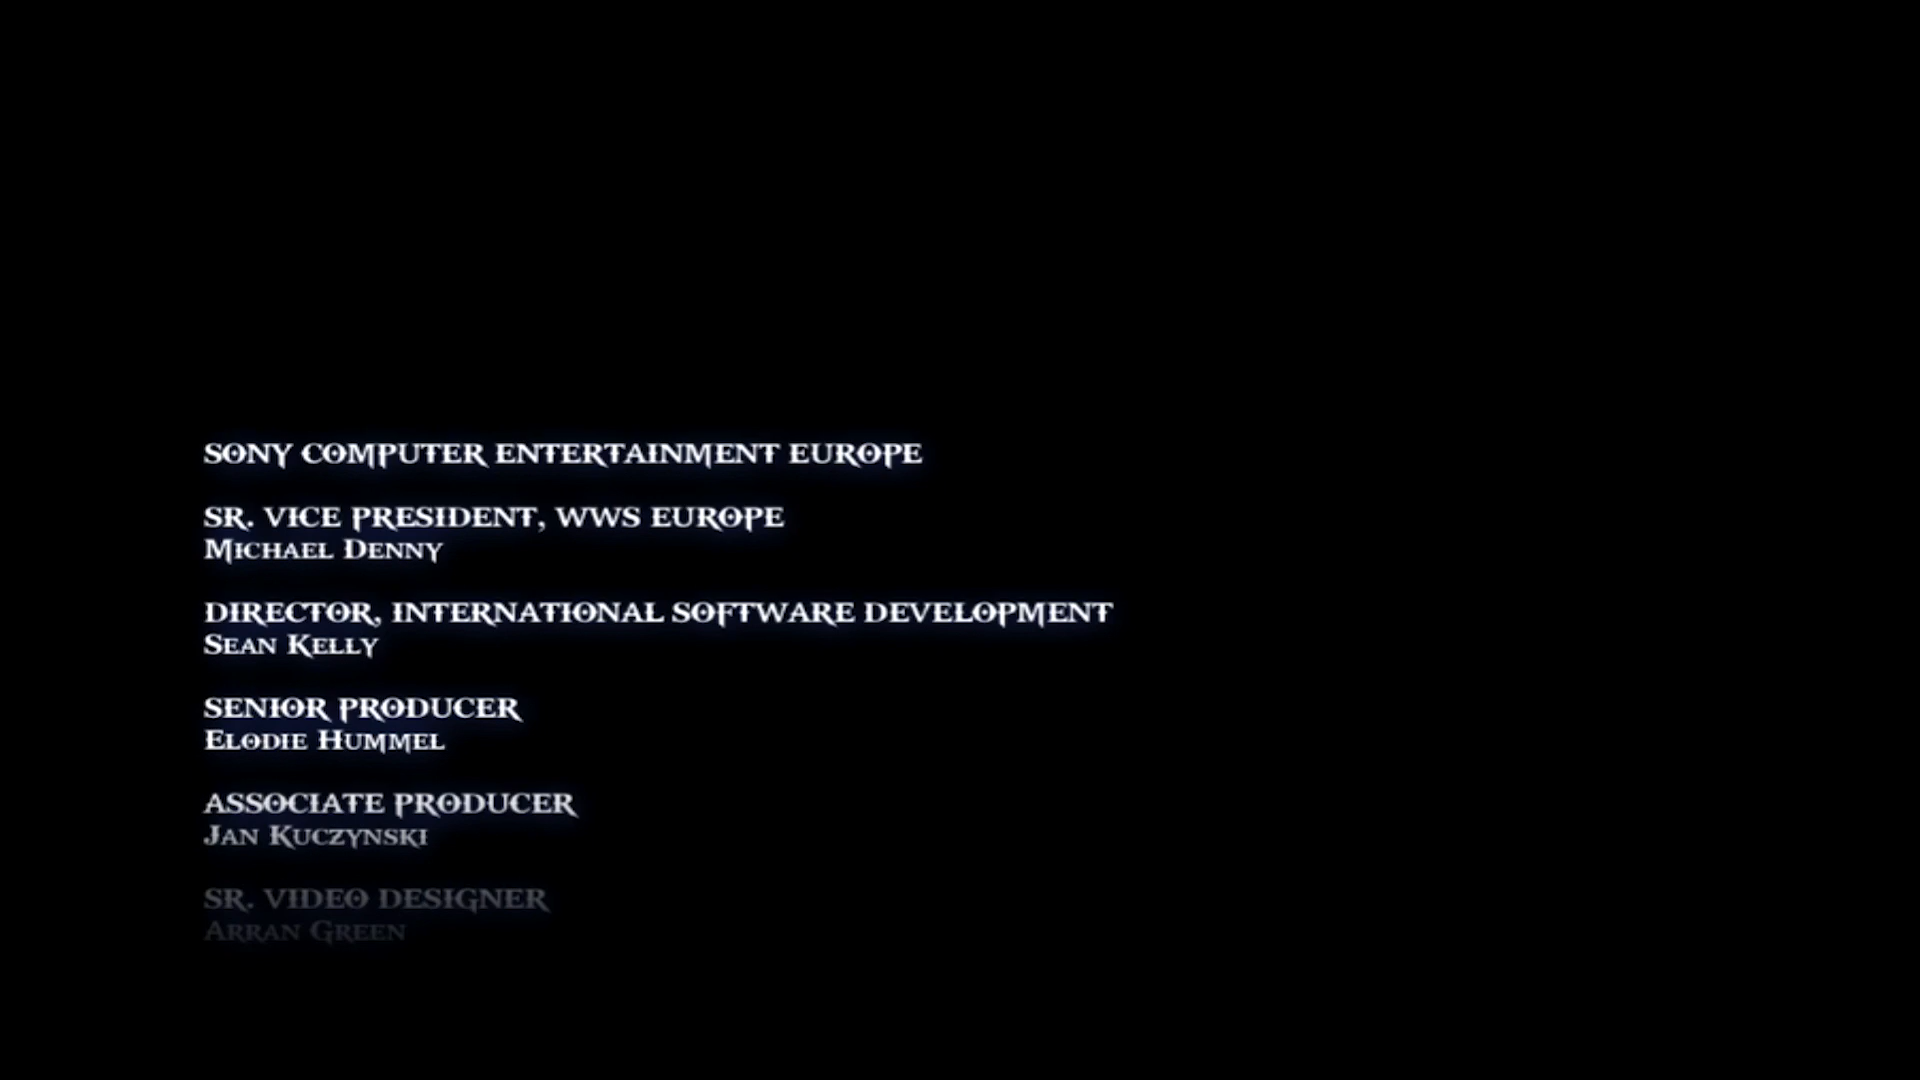 SONY COMPUTER ENTERTAINMENT EUROPE
SR. VICE PRESIDENT, WWS EUROPE
Michael Denny
DIRECTOR, INTERNATIONAL SOFTWARE DEVELOPMENT
Sean Kelly
SENIOR PRODUCER
Elodie Hummel
ASSOCIATE PRODUCER
Jan Kuczynski
SR. VIDEO DESIGNER
Arran Green